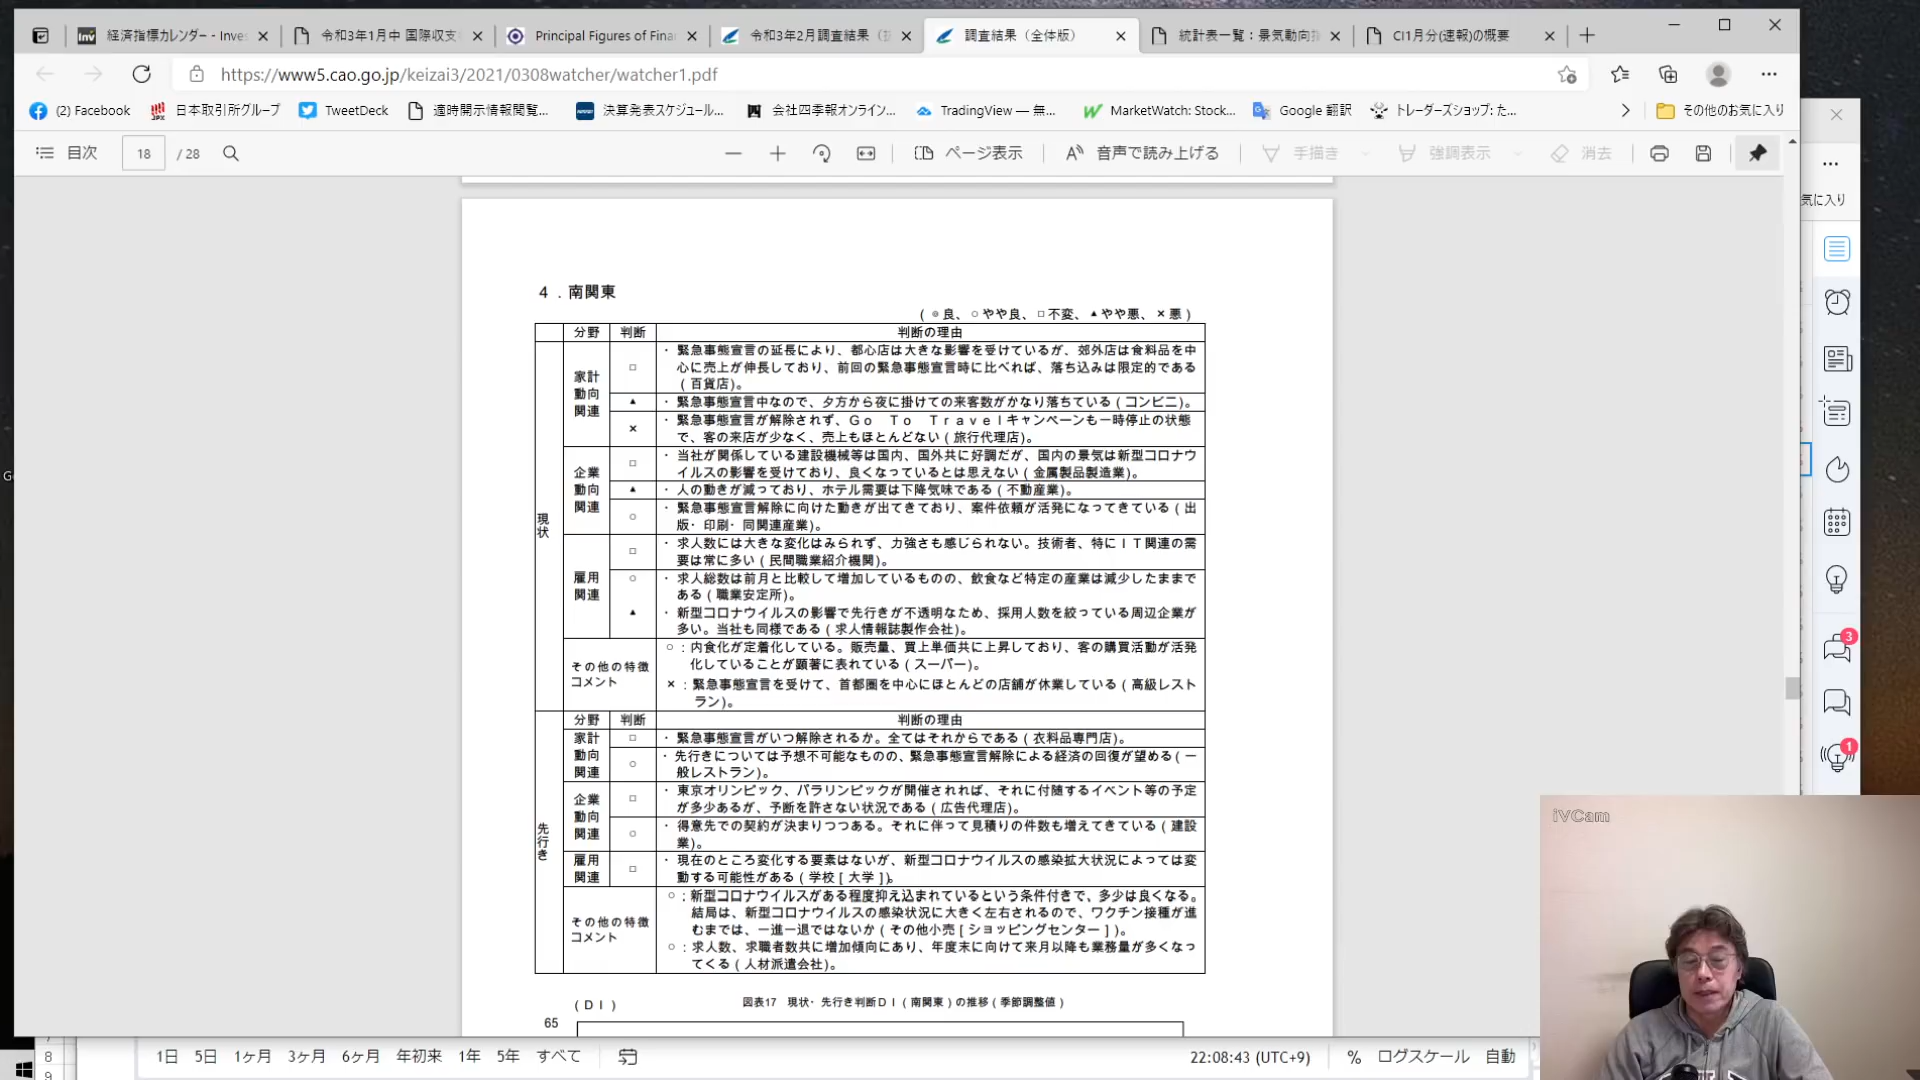 経済指標カレンダー - Inves
令和3年1月中 国際収支
Principal Figures of Fina
令和3年2月調査結果（
調査結果（全体版）
統計表一覧：景気動向指
CI1月分(速報)の概要
https://www5.cao.go.jp/keizai3/2021/0308watcher/watcher1.pdf
(2) Facebook
日本取引所グループ
TweetDeck
適時開示情報閲覧...
決算発表スケジュール...
会社四季報オンライン...
TradingView — 無...
MarketWatch: Stock...
Google 翻訳
トレーダーズショップ: た...
その他のお気に入り
目次
18 / 28
ページ表示
音声で読み上げる
手描き
強調表示
消去
気に入り
４．南関東
（◎良、○やや良、□不変、▲やや悪、×悪）
分野 判断 判断の理由
現状
家計動向関連
□ ・緊急事態宣言の延長により、都心店は大きな影響を受けているが、郊外店は食料品を中
心に売上が伸長しており、前回の緊急事態宣言時に比べれば、落ち込みは限定的である
（百貨店）。
▲ ・緊急事態宣言中なので、夕方から夜に掛けての来客数がかなり落ちている（コンビニ）。
× ・緊急事態宣言が解除されず、Ｇｏ Ｔｏ Ｔｒａｖｅｌキャンペーンも一時停止の状態
で、客の来店が少なく、売上もほとんどない（旅行代理店）。
企業動向関連
□ ・当社が関係している建設機械等は国内、国外共に好調だが、国内の景気は新型コロナウ
イルスの影響を受けており、良くなっているとは思えない（金属製品製造業）。
▲ ・人の動きが減っており、ホテル需要は下降気味である（不動産業）。
○ ・緊急事態宣言解除に向けた動きが出てきており、案件依頼が活発になってきている（出
版・印刷・同関連産業）。
雇用関連
□ ・求人数には大きな変化はみられず、力強さも感じられない。技術者、特にＩＴ関連の需
要は常に多い（民間職業紹介機関）。
○ ・求人総数は前月と比較して増加しているものの、飲食など特定の産業は減少したままで
ある（職業安定所）。
▲ ・新型コロナウイルスの影響で先行きが不透明なため、採用人数を絞っている周辺企業が
多い。当社も同様である（求人情報誌製作会社）。
その他の特徴コメント
○：内食化が定着化している。販売量、買上単価共に上昇しており、客の購買活動が活発
化していることが顕著に表れている（スーパー）。
×：緊急事態宣言を受けて、首都圏を中心にほとんどの店舗が休業している（高級レスト
ラン）。
分野 判断 判断の理由
先行き
家計動向関連
□ ・緊急事態宣言がいつ解除されるか。全てはそれからである（衣料品専門店）。
○ ・先行きについては予想不可能なものの、緊急事態宣言解除による経済の回復が望める（一
般レストラン）。
企業動向関連
□ ・東京オリンピック、パラリンピックが開催されれば、それに付随するイベント等の予定
が多少あるが、予断を許さない状況である（広告代理店）。
○ ・得意先での契約が決まりつつある。それに伴って見積りの件数も増えてきている（建設
業）。
雇用関連
□ ・現在のところ変化する要素はないが、新型コロナウイルスの感染拡大状況によっては変
動する可能性がある（学校［大学］）。
その他の特徴コメント
○：新型コロナウイルスがある程度抑え込まれているという条件付きで、多少は良くなる。
結局は、新型コロナウイルスの感染状況に大きく左右されるので、ワクチン接種が進
むまでは、一進一退ではないか（その他小売［ショッピングセンター］）。
○：求人数、求職者数共に増加傾向にあり、年度末に向けて来月以降も業務量が多くなっ
てくる（人材派遣会社）。
（ＤＩ） 図表17 現状・先行き判断ＤＩ（南関東）の推移（季節調整値）
65
3
1
iVCam
8
9
1日 5日 1ヶ月 3ヶ月 6ヶ月 年初来 1年 5年 すべて
22:08:43 (UTC+9)
% ログスケール 自動